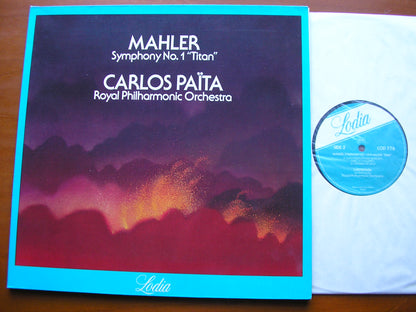 MAHLER
Symphony No. 1 "Titan"
CARLOS PAÏTA
Royal Philharmonic Orchestra
Lodia
Lodia
SIDE 2
LOD 776